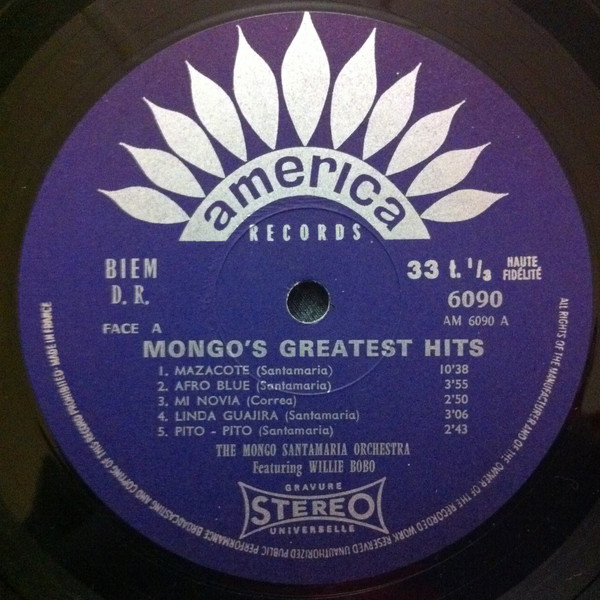 america
RECORDS
BIEM
D. R.
33 t. 1/3 HAUTE FIDÉLITÉ
6090
AM 6090 A
FACE A
MONGO'S GREATEST HITS
1. MAZACOTE (Santamaria) 10'38
2. AFRO BLUE (Santamaria) 3'55
3. MI NOVIA (Correa) 2'50
4. LINDA GUAJIRA (Santamaria) 3'06
5. PITO - PITO (Santamaria) 2'43
THE MONGO SANTAMARIA ORCHESTRA
Featuring WILLIE BOBO
GRAVURE
STEREO
UNIVERSELLE
ALL RIGHTS OF THE MANUFACTURER AND OF THE OWNER OF THE RECORDED WORK RESERVED UNAUTHORIZED PUBLIC PERFORMANCE BROADCASTING AND COPYING OF THIS RECORD PROHIBITED MADE IN FRANCE